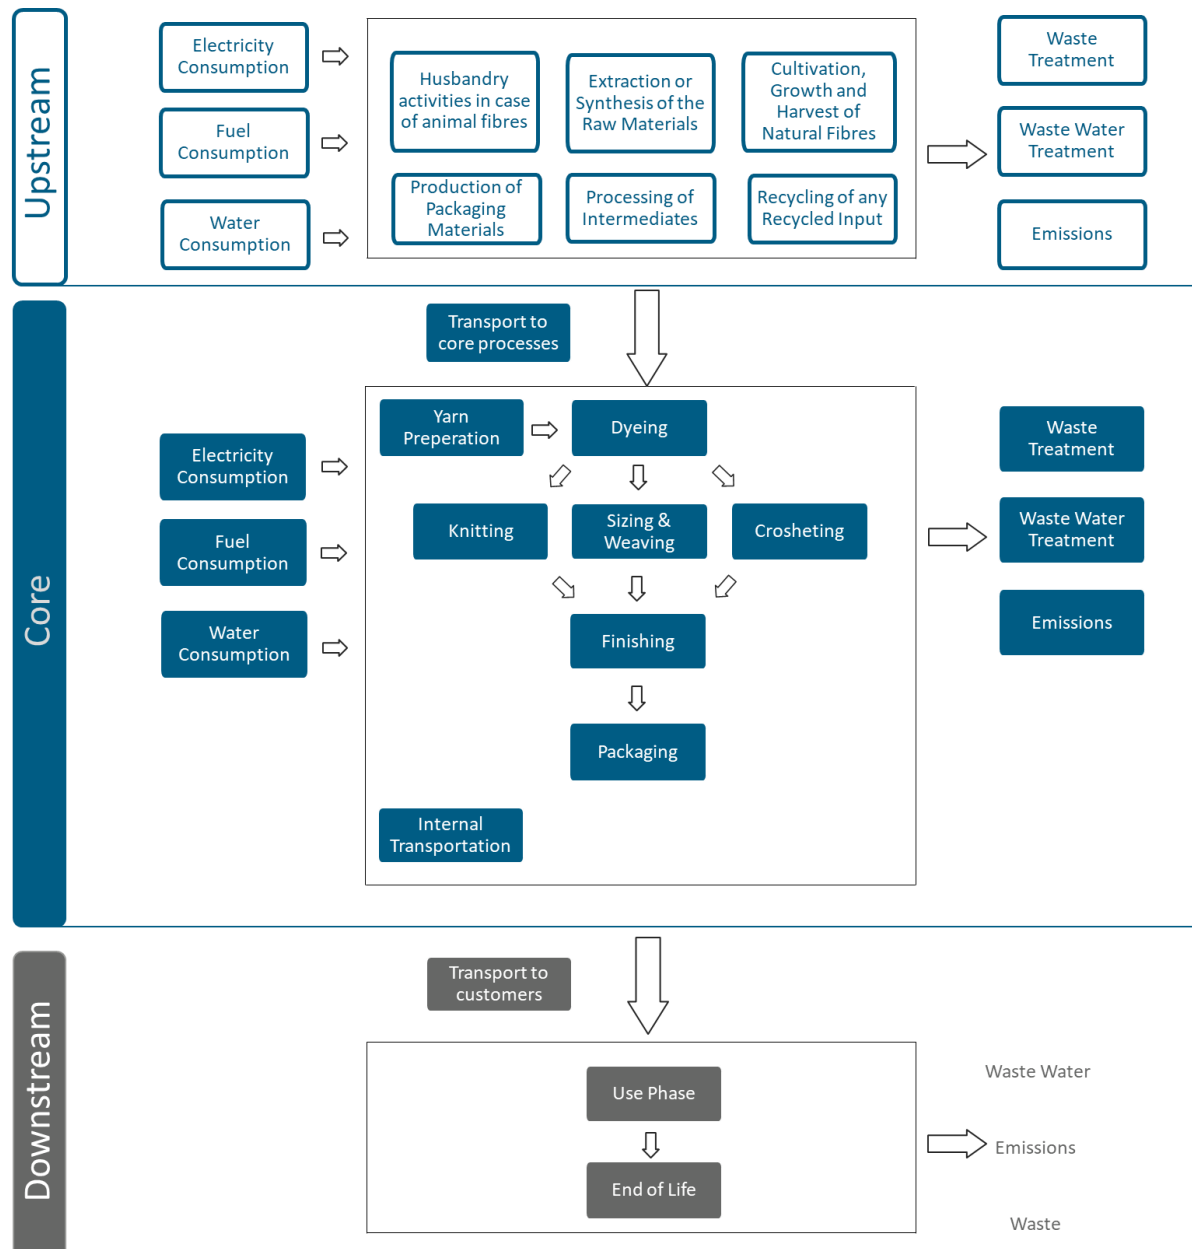 Upstream
Electricity
Consumption
Fuel
Consumption
Water
Consumption
Husbandry
activities in case
of animal fibres
Extraction or
Synthesis of the
Raw Materials
Cultivation,
Growth and
Harvest of
Natural Fibres
Production of
Packaging
Materials
Processing of
Intermediates
Recycling of any
Recycled Input
Waste
Treatment
Waste Water
Treatment
Emissions
Core
Transport to
core processes
Electricity
Consumption
Fuel
Consumption
Water
Consumption
Yarn
Preperation
Dyeing
Knitting
Sizing &
Weaving
Crosheting
Finishing
Packaging
Internal
Transportation
Waste
Treatment
Waste Water
Treatment
Emissions
Downstream
Transport to
customers
Use Phase
End of Life
Waste Water
Emissions
Waste